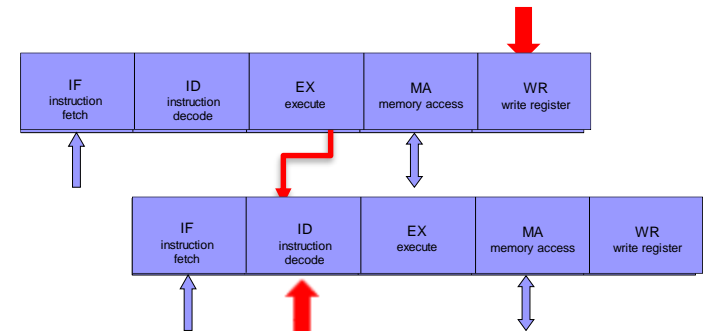 IF
instruction
fetch
ID
instruction
decode
EX
execute
MA
memory access
WR
write register
IF
instruction
fetch
ID
instruction
decode
EX
execute
MA
memory access
WR
write register